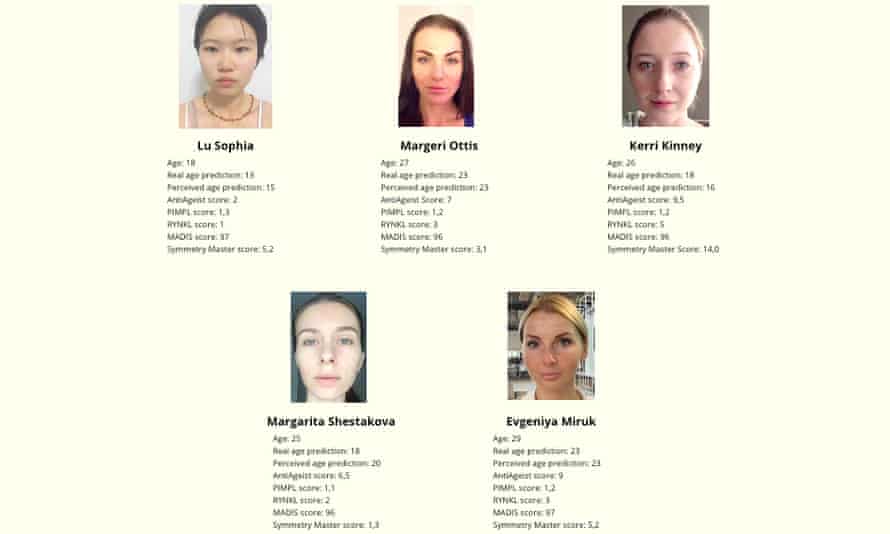 Lu Sophia
Age: 18
Real age prediction: 13
Perceived age prediction: 15
AntiAgeist score: 2
PIMPL score: 1,3
RYNKL score: 1
MADIS score: 97
Symmetry Master score: 5,2
Margeri Ottis
Age: 27
Real age prediction: 23
Perceived age prediction: 23
AntiAgeist Score: 7
PIMPL score: 1,2
RYNKL score: 3
MADIS score: 96
Symmetry Master score: 3,1
Kerri Kinney
Age: 26
Real age prediction: 18
Perceived age prediction: 16
AntiAgeist score: 9,5
PIMPL score: 1,2
RYNKL score: 5
MADIS score: 96
Symmetry Master Score: 14,0
Margarita Shestakova
Age: 25
Real age prediction: 18
Perceived age prediction: 20
AntiAgeist score: 6,5
PIMPL score: 1,1
RYNKL score: 2
MADIS score: 96
Symmetry Master score: 1,3
Evgeniya Miruk
Age: 29
Real age prediction: 23
Perceived age prediction: 23
AntiAgeist score: 9
PIMPL score: 1,2
RYNKL score: 3
MADIS score: 97
Symmetry Master score: 5,2